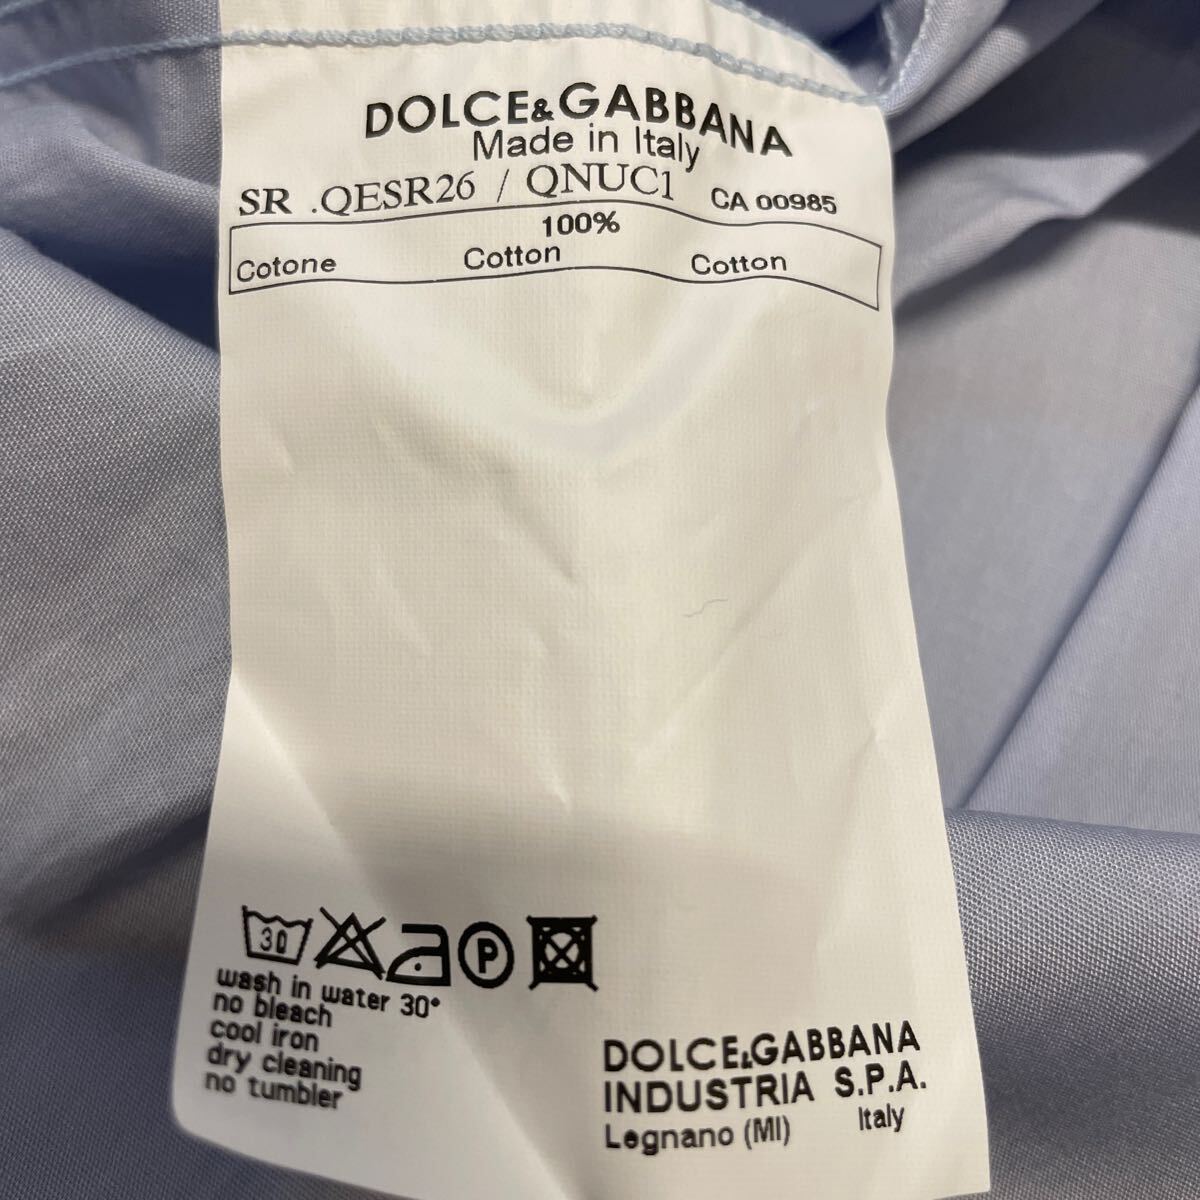 DOLCE&GABBANA
Made in Italy
SR .QESR26 / QNUC1 CA 00985
100%
Cotone Cotton Cotton
30 P
wash in water 30°
no bleach
cool iron
dry cleaning
no tumbler
DOLCE&GABBANA
INDUSTRIA S.P.A.
Legnano (MI) Italy